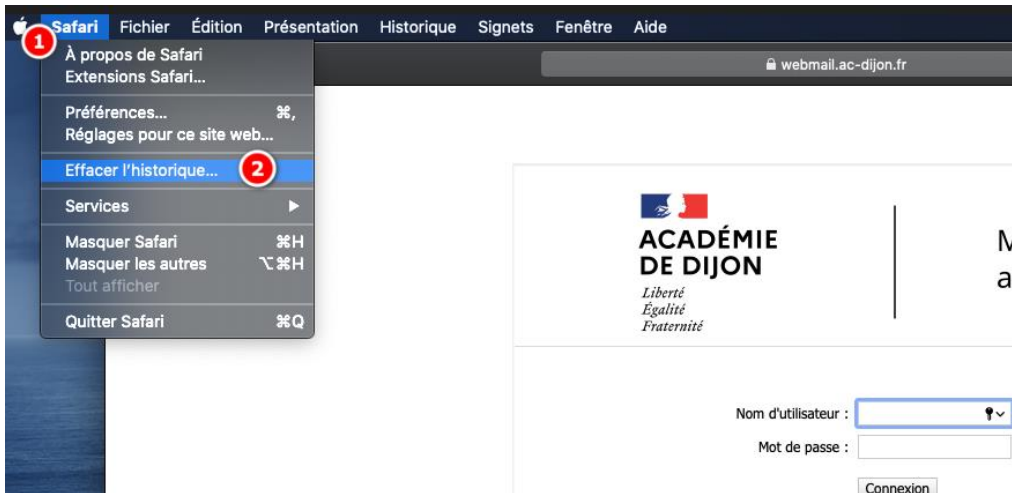 Safari Fichier Édition Présentation Historique Signets Fenêtre Aide
1
À propos de Safari
Extensions Safari...
webmail.ac-dijon.fr
Préférences... ⌘,
Réglages pour ce site web...
Effacer l'historique... 2
Services ▶
Masquer Safari ⌘H
Masquer les autres ⌥⌘H
Tout afficher
Quitter Safari ⌘Q
ACADÉMIE
DE DIJON
Liberté
Égalité
Fraternité
Nom d'utilisateur :
Mot de passe :
Connexion